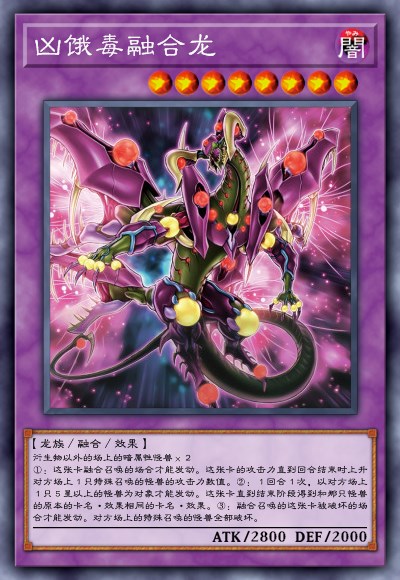 凶饿毒融合龙
やみ
闇
【龙族／融合／效果】
衍生物以外的场上的暗属性怪兽×2
①：这张卡融合召唤的场合才能发动。这张卡的攻击力直到回合结束时上升
对方场上1只特殊召唤的怪兽的攻击力数值。②：1回合1次，以对方场上
1只5星以上的怪兽为对象才能发动。这张卡直到结束阶段得到和那只怪兽
的原本的卡名·效果相同的卡名·效果。③：融合召唤的这张卡被破坏的场
合才能发动。对方场上的特殊召唤的怪兽全部破坏。
ATK/2800 DEF/2000